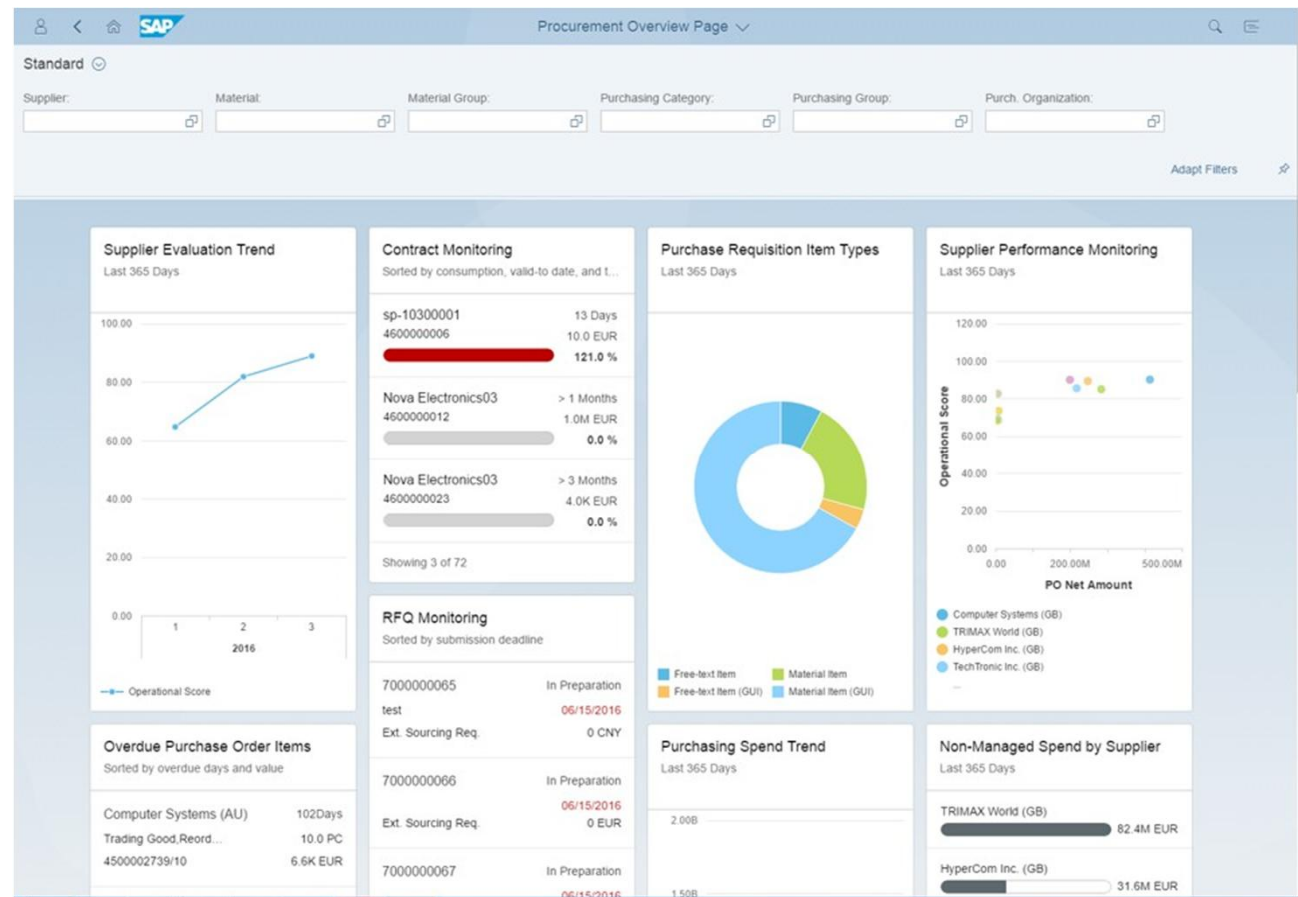 SAP
Procurement Overview Page
Standard
Supplier: Material: Material Group: Purchasing Category: Purchasing Group: Purch. Organization:
Adapt Filters
Supplier Evaluation Trend
Last 365 Days
100.00
80.00
60.00
40.00
20.00
0.00
1 2 3
2016
Operational Score
Contract Monitoring
Sorted by consumption, valid-to date, and t...
sp-10300001 13 Days
4600000006 10.0 EUR
121.0 %
Nova Electronics03 > 1 Months
4600000012 1.0M EUR
0.0 %
Nova Electronics03 > 3 Months
4600000023 4.0K EUR
0.0 %
Showing 3 of 72
Purchase Requisition Item Types
Last 365 Days
Free-text Item Material Item
Free-text Item (GUI) Material Item (GUI)
Supplier Performance Monitoring
Last 365 Days
120.00
100.00
80.00
60.00
40.00
20.00
0.00
Operational Score
0.00 200.00M 500.00M
PO Net Amount
Computer Systems (GB)
TRIMAX World (GB)
HyperCom Inc. (GB)
TechTronic Inc. (GB)
...
Overdue Purchase Order Items
Sorted by overdue days and value
Computer Systems (AU) 102Days
Trading Good,Reord... 10.0 PC
4500002739/10 6.6K EUR
RFQ Monitoring
Sorted by submission deadline
7000000065 In Preparation
test 06/15/2016
Ext. Sourcing Req. 0 CNY
7000000066 In Preparation
06/15/2016
Ext. Sourcing Req. 0 EUR
7000000067 In Preparation
06/15/2016
Purchasing Spend Trend
Last 365 Days
2.00B
1.50B
Non-Managed Spend by Supplier
Last 365 Days
TRIMAX World (GB)
82.4M EUR
HyperCom Inc. (GB)
31.6M EUR